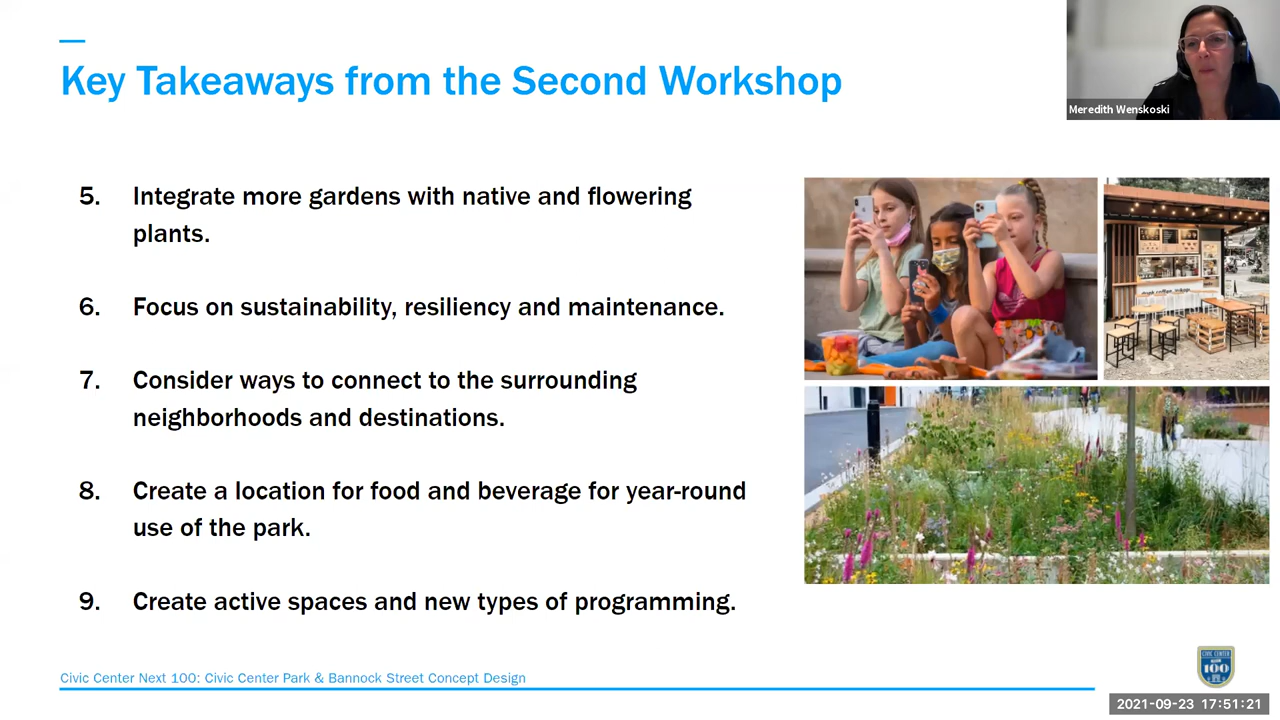 Key Takeaways from the Second Workshop
Meredith Wenskoski
5. Integrate more gardens with native and flowering
plants.
6. Focus on sustainability, resiliency and maintenance.
7. Consider ways to connect to the surrounding
neighborhoods and destinations.
8. Create a location for food and beverage for year-round
use of the park.
9. Create active spaces and new types of programming.
Civic Center Next 100: Civic Center Park & Bannock Street Concept Design
CIVIC CENTER
100
2021-09-23 17:51:21